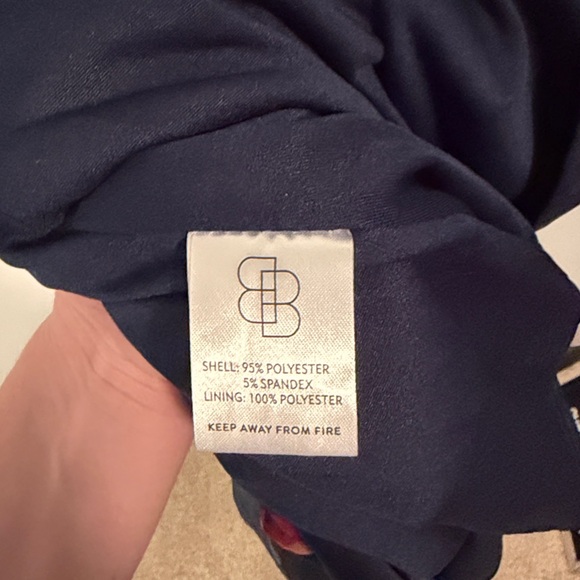 SHELL: 95% POLYESTER
5% SPANDEX
LINING: 100% POLYESTER
KEEP AWAY FROM FIRE